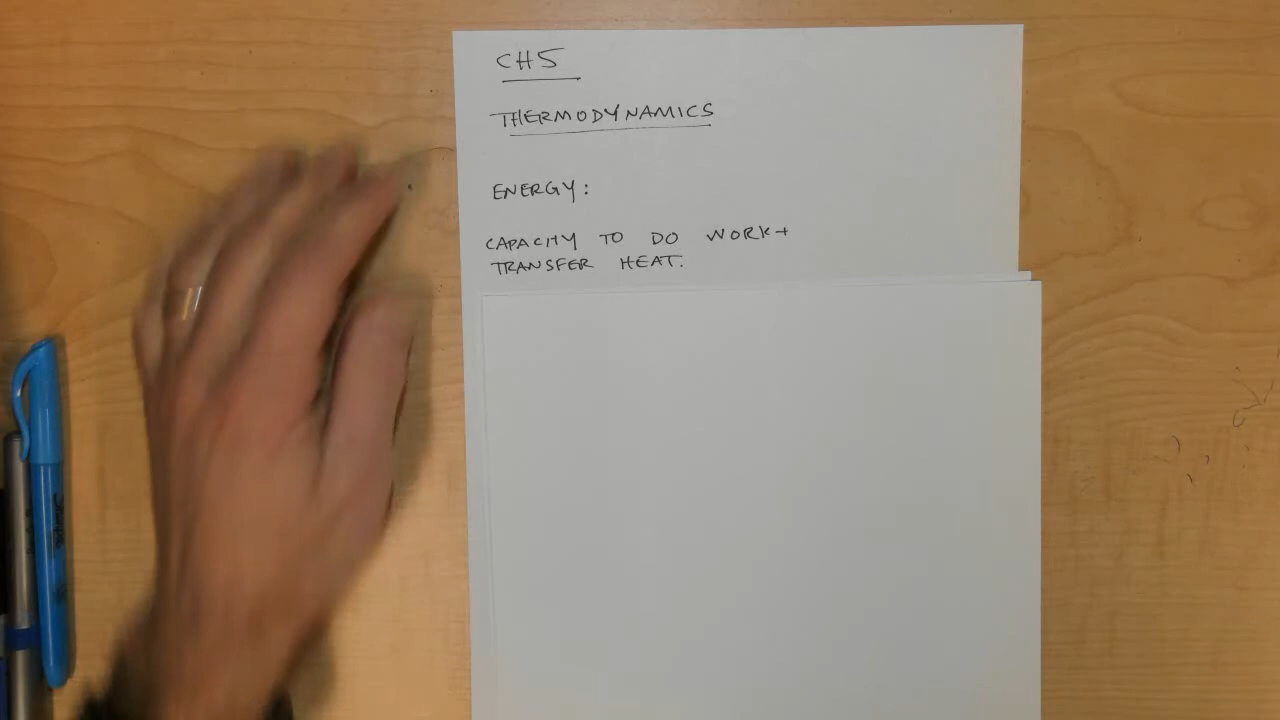 CH5
THERMODYNAMICS
ENERGY:
CAPACITY TO DO WORK+
TRANSFER HEAT.